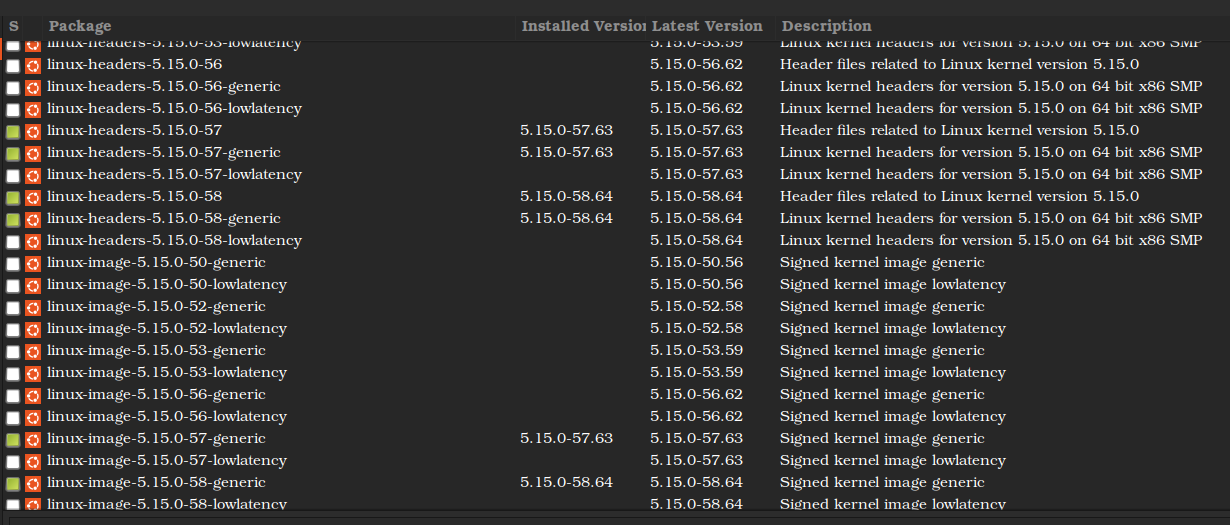 S Package Installed Versio Latest Version Description
linux-headers-5.15.0-53-lowlatency 5.15.0-53.59 Linux kernel headers for version 5.15.0 on 64 bit x86 SMP
linux-headers-5.15.0-56 5.15.0-56.62 Header files related to Linux kernel version 5.15.0
linux-headers-5.15.0-56-generic 5.15.0-56.62 Linux kernel headers for version 5.15.0 on 64 bit x86 SMP
linux-headers-5.15.0-56-lowlatency 5.15.0-56.62 Linux kernel headers for version 5.15.0 on 64 bit x86 SMP
linux-headers-5.15.0-57 5.15.0-57.63 5.15.0-57.63 Header files related to Linux kernel version 5.15.0
linux-headers-5.15.0-57-generic 5.15.0-57.63 5.15.0-57.63 Linux kernel headers for version 5.15.0 on 64 bit x86 SMP
linux-headers-5.15.0-57-lowlatency 5.15.0-57.63 Linux kernel headers for version 5.15.0 on 64 bit x86 SMP
linux-headers-5.15.0-58 5.15.0-58.64 5.15.0-58.64 Header files related to Linux kernel version 5.15.0
linux-headers-5.15.0-58-generic 5.15.0-58.64 5.15.0-58.64 Linux kernel headers for version 5.15.0 on 64 bit x86 SMP
linux-headers-5.15.0-58-lowlatency 5.15.0-58.64 Linux kernel headers for version 5.15.0 on 64 bit x86 SMP
linux-image-5.15.0-50-generic 5.15.0-50.56 Signed kernel image generic
linux-image-5.15.0-50-lowlatency 5.15.0-50.56 Signed kernel image lowlatency
linux-image-5.15.0-52-generic 5.15.0-52.58 Signed kernel image generic
linux-image-5.15.0-52-lowlatency 5.15.0-52.58 Signed kernel image lowlatency
linux-image-5.15.0-53-generic 5.15.0-53.59 Signed kernel image generic
linux-image-5.15.0-53-lowlatency 5.15.0-53.59 Signed kernel image lowlatency
linux-image-5.15.0-56-generic 5.15.0-56.62 Signed kernel image generic
linux-image-5.15.0-56-lowlatency 5.15.0-56.62 Signed kernel image lowlatency
linux-image-5.15.0-57-generic 5.15.0-57.63 5.15.0-57.63 Signed kernel image generic
linux-image-5.15.0-57-lowlatency 5.15.0-57.63 Signed kernel image lowlatency
linux-image-5.15.0-58-generic 5.15.0-58.64 5.15.0-58.64 Signed kernel image generic
linux-image-5.15.0-58-lowlatency 5.15.0-58.64 Signed kernel image lowlatency